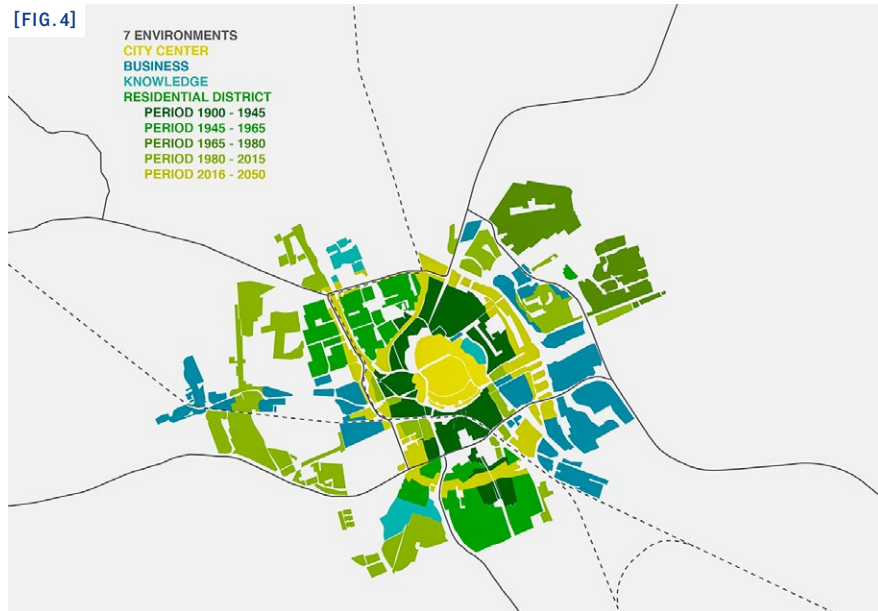 [FIG.4]
7 ENVIRONMENTS
CITY CENTER
BUSINESS
KNOWLEDGE
RESIDENTIAL DISTRICT
PERIOD 1900 - 1945
PERIOD 1945 - 1965
PERIOD 1965 - 1980
PERIOD 1980 - 2015
PERIOD 2016 - 2050